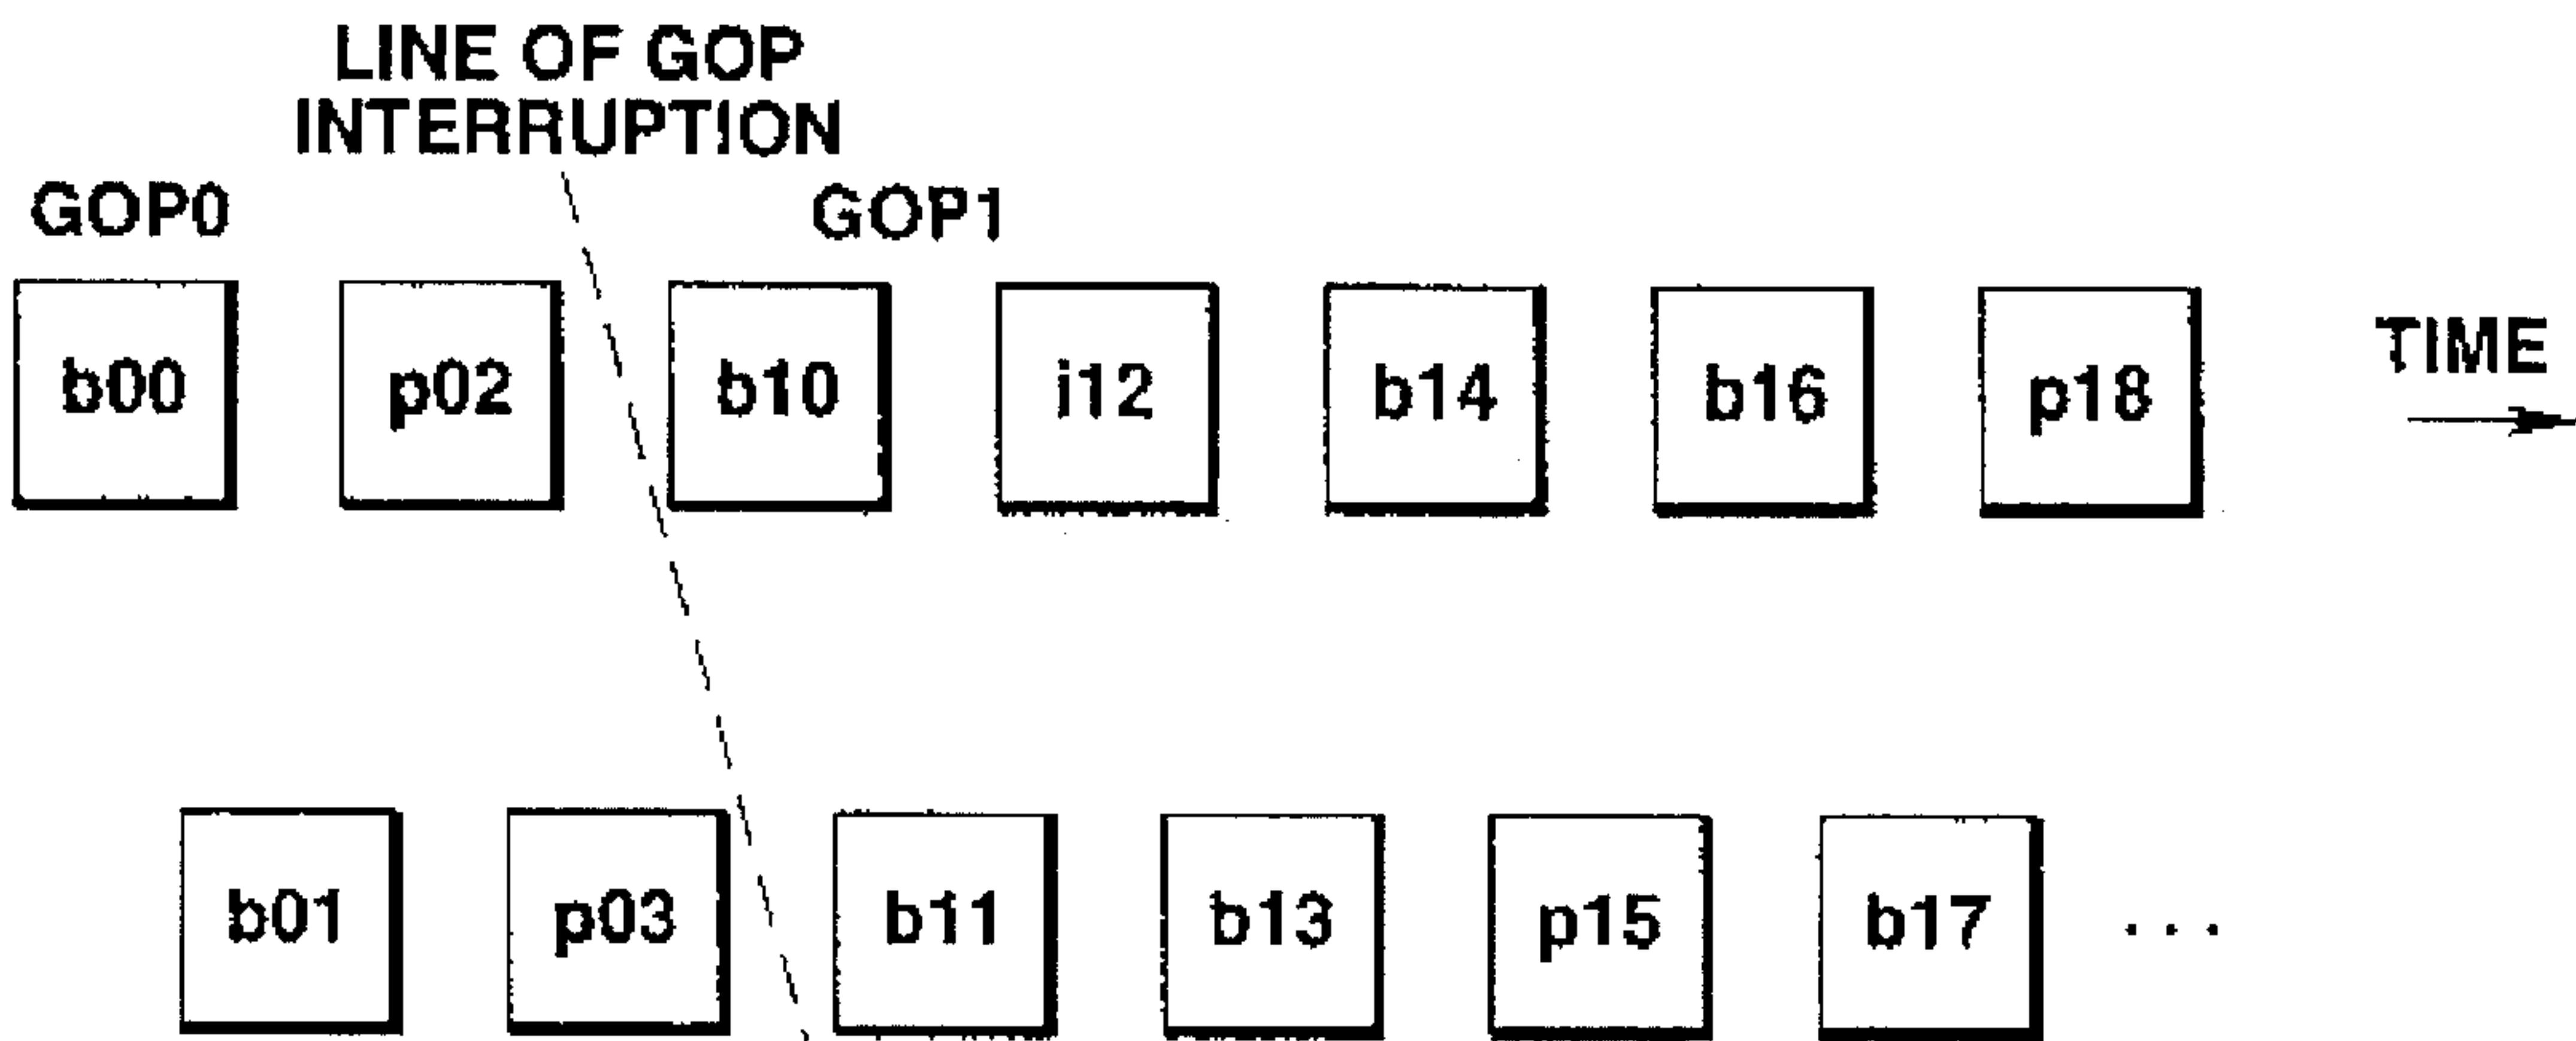 LINE OF GOP
INTERRUPTION
GOP0 GOP1
b00 p02 b10 i12 b14 b16 p18 TIME
b01 p03 b11 b13 p15 b17 ...